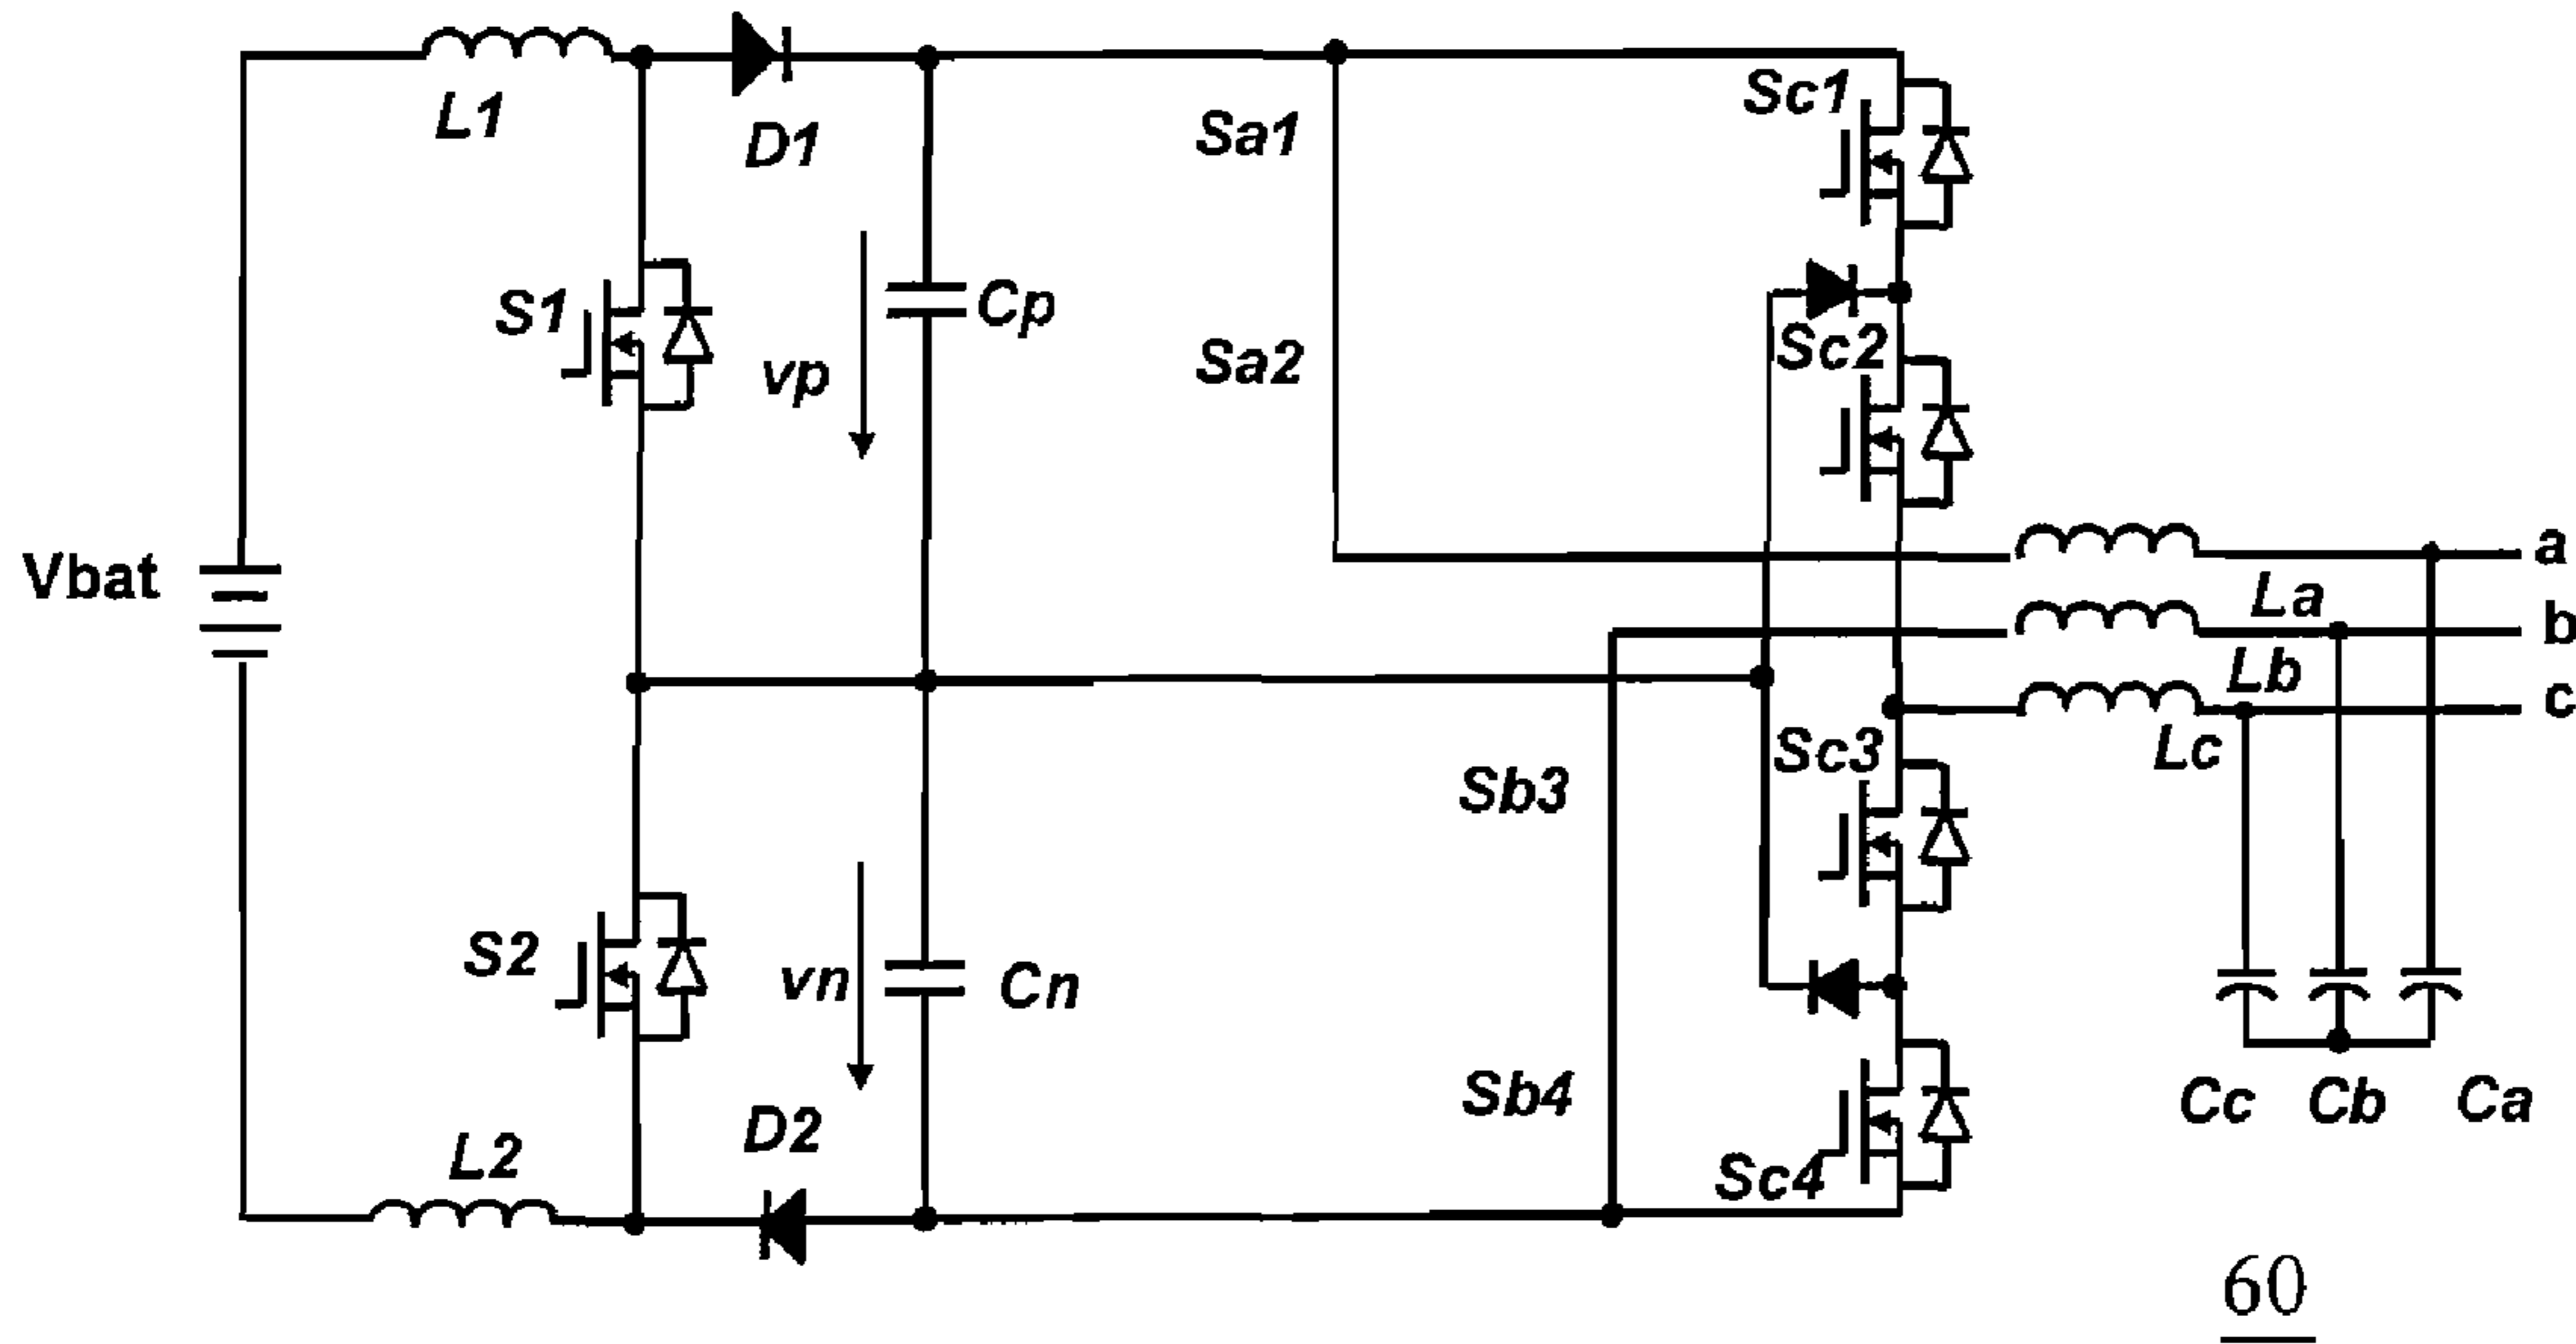 L1
D1
Sa1
Sc1
S1
Cp
vp
Sa2
Sc2
Vbat
a
La
b
Lb
c
Lc
Sc3
Sb3
S2
vn
Cn
Sb4
Sc4
Cc
Cb
Ca
D2
L2
60